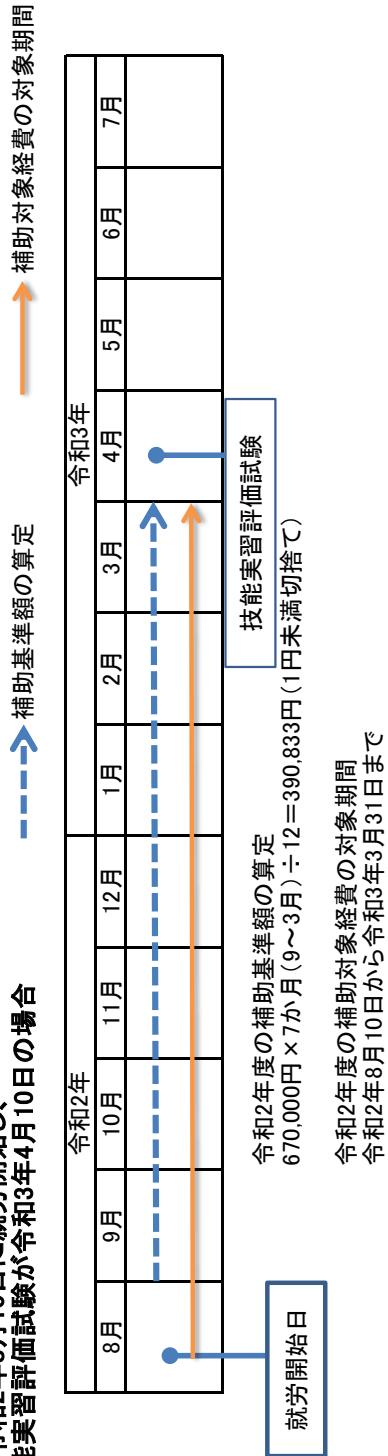 能実習評価試験が令和3年4月10日の場合
補助基準額の算定
補助対象経費の対象期間
令和2年
令和3年
8月
9月
10月
11月
12月
1月
2月
3月
4月
5月
6月
7月
就労開始日
技能実習評価試験
令和2年度の補助基準額の算定
670,000円×7か月(9～3月)÷12＝390,833円(1円未満切捨て)
令和2年度の補助対象経費の対象期間
令和2年8月10日から令和3年3月31日まで